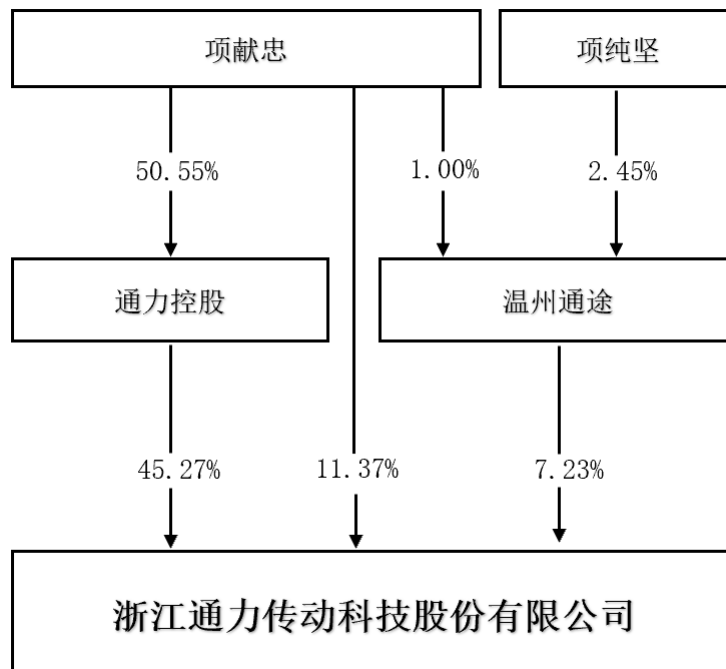 项献忠
项纯坚
50.55%
1.00%
2.45%
通力控股
温州通途
45.27%
11.37%
7.23%
浙江通力传动科技股份有限公司